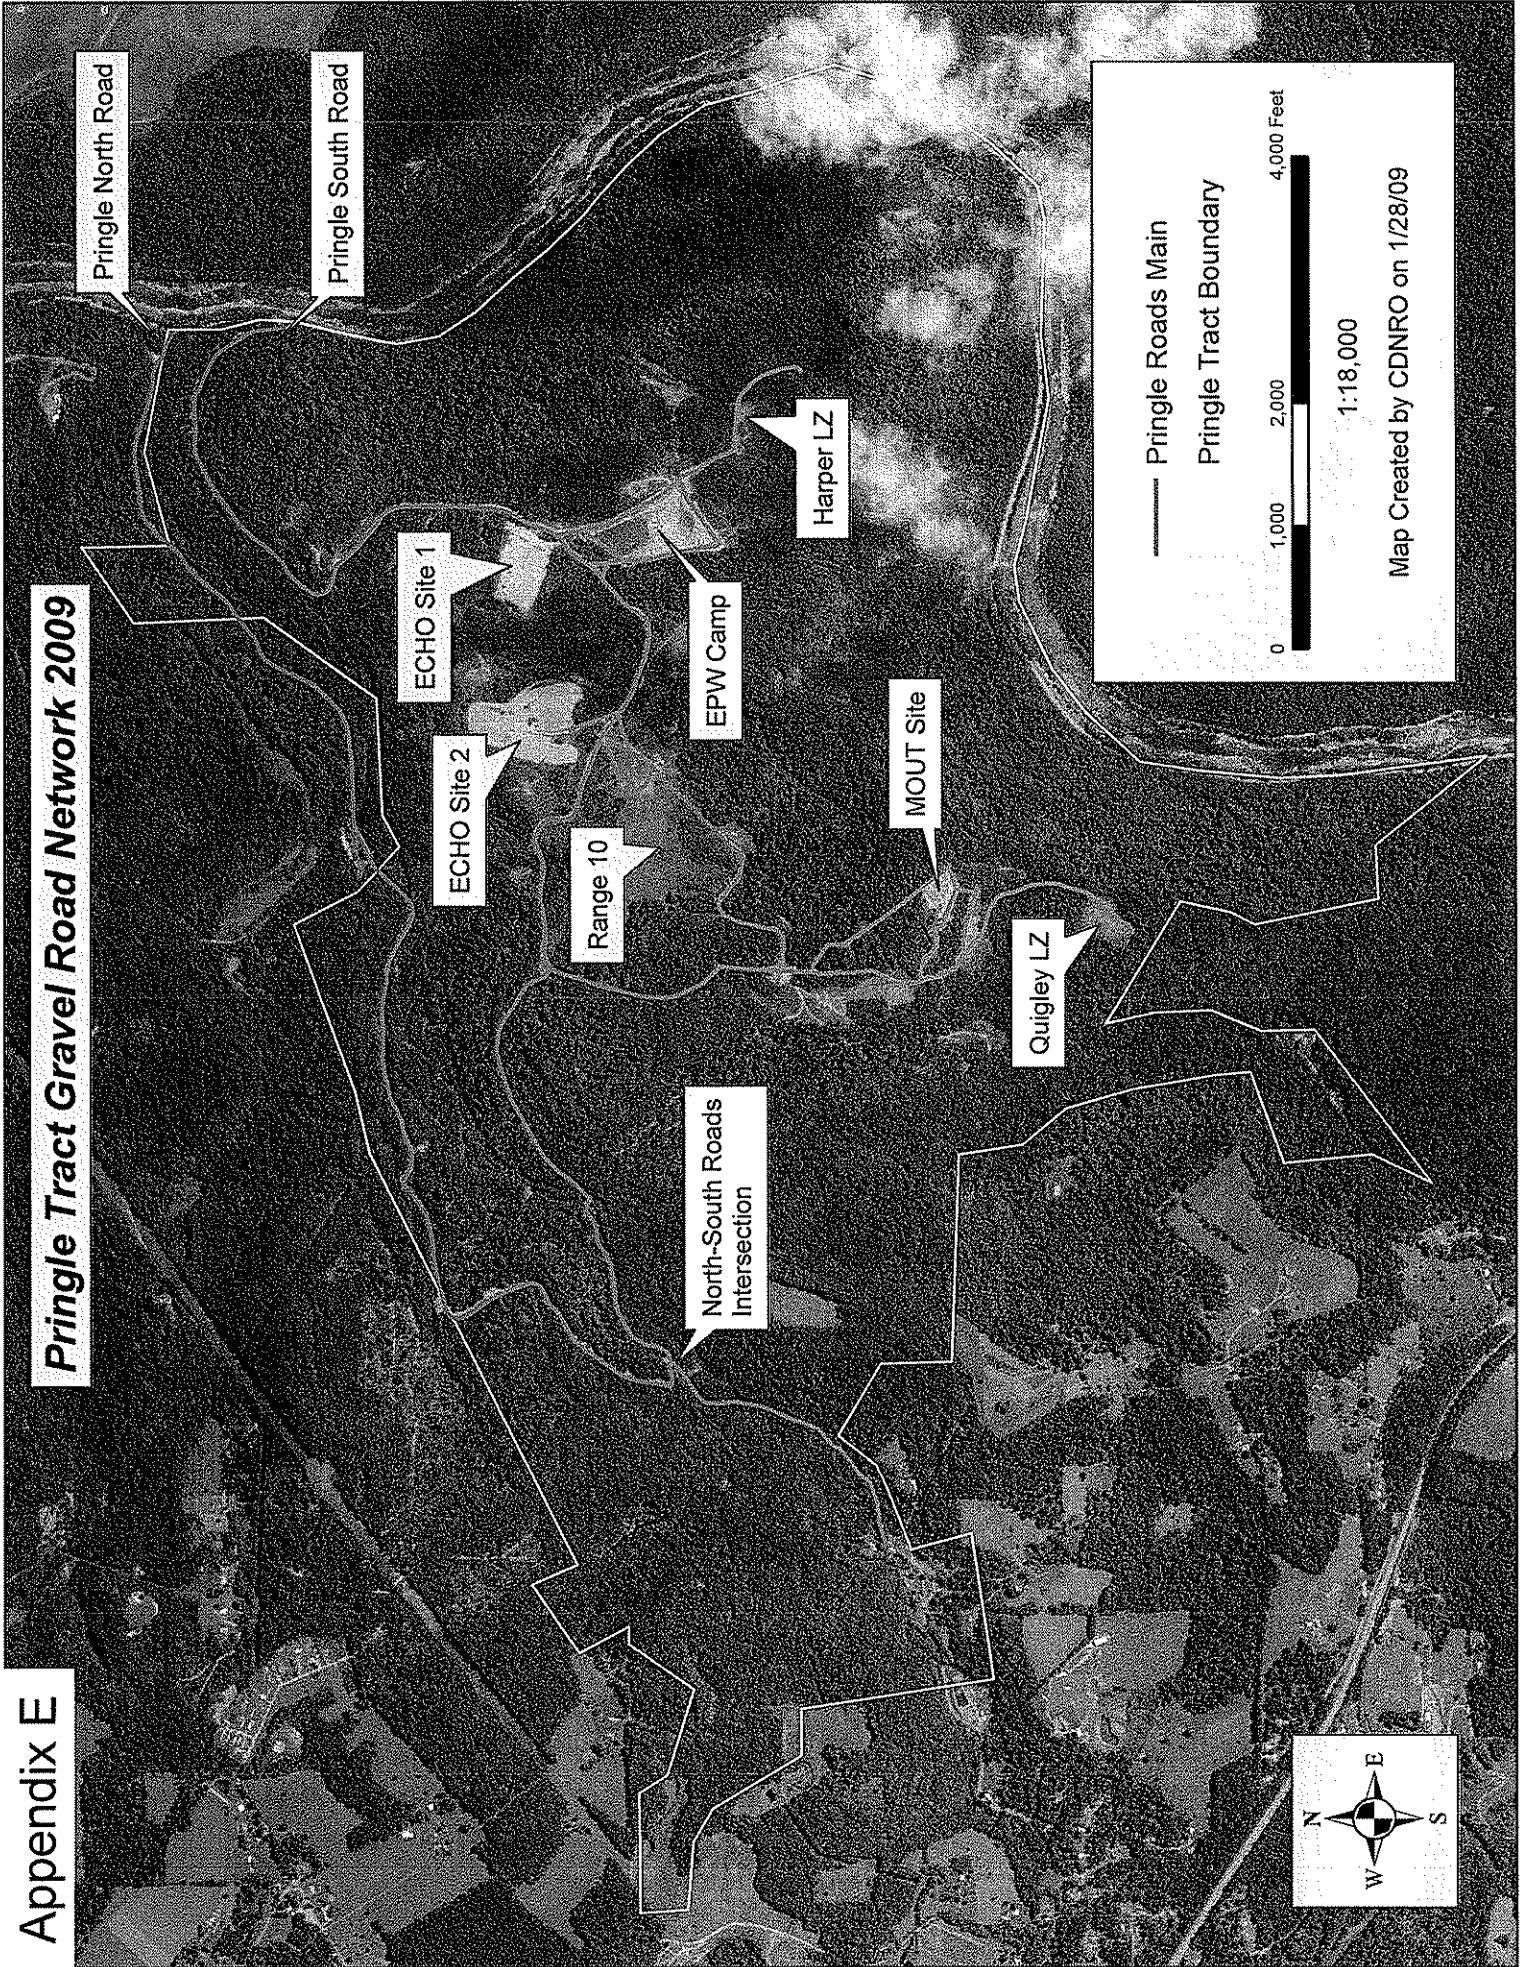 Appendix E
Pringle Tract Gravel Road Network 2009
Pringle North Road
Pringle South Road
ECHO Site 1
ECHO Site 2
EPW Camp
Harper LZ
Range 10
MOUT Site
Quigley LZ
North-South Roads
Intersection
Pringle Roads Main
Pringle Tract Boundary
0
1,000
2,000
4,000 Feet
1:18,000
Map Created by CDNRO on 1/28/09
N
W
E
S